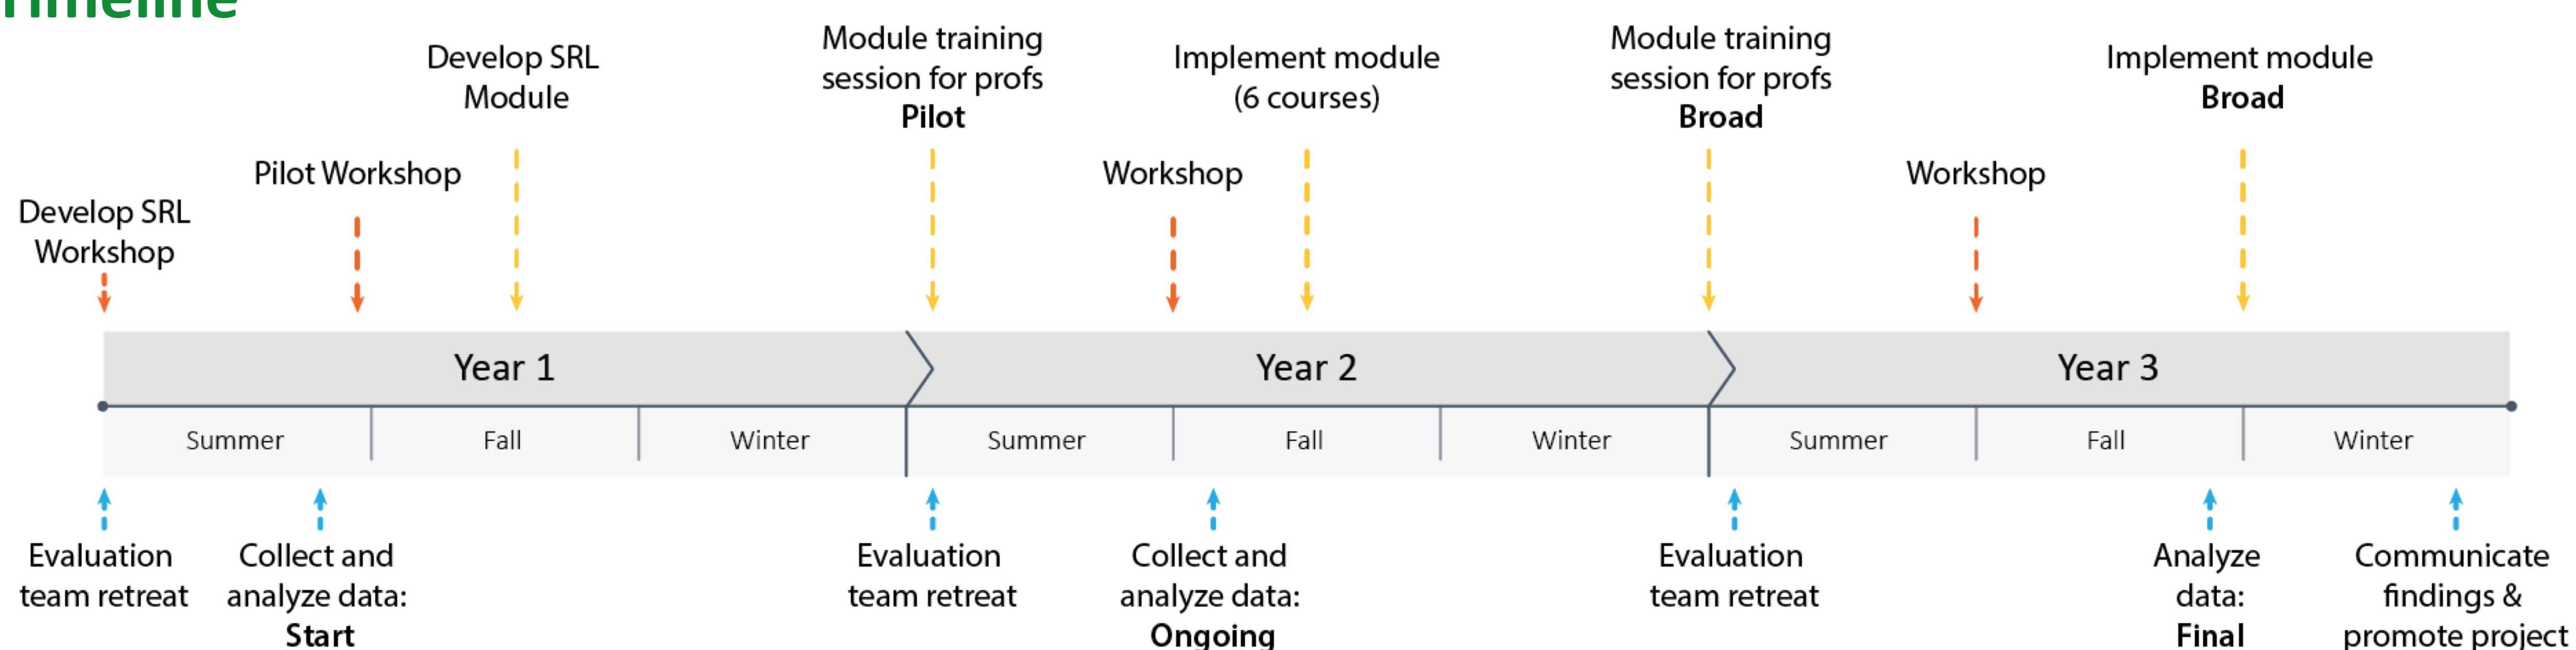 Timeline
Develop SRL
Workshop
Pilot Workshop
Develop SRL
Module
Module training
session for profs
Pilot
Workshop
Implement module
(6 courses)
Module training
session for profs
Broad
Workshop
Implement module
Broad
Year 1
Year 2
Year 3
Summer
Fall
Winter
Summer
Fall
Winter
Summer
Fall
Winter
Evaluation
team retreat
Collect and
analyze data:
Start
Evaluation
team retreat
Collect and
analyze data:
Ongoing
Evaluation
team retreat
Analyze
data:
Final
Communicate
findings &
promote project